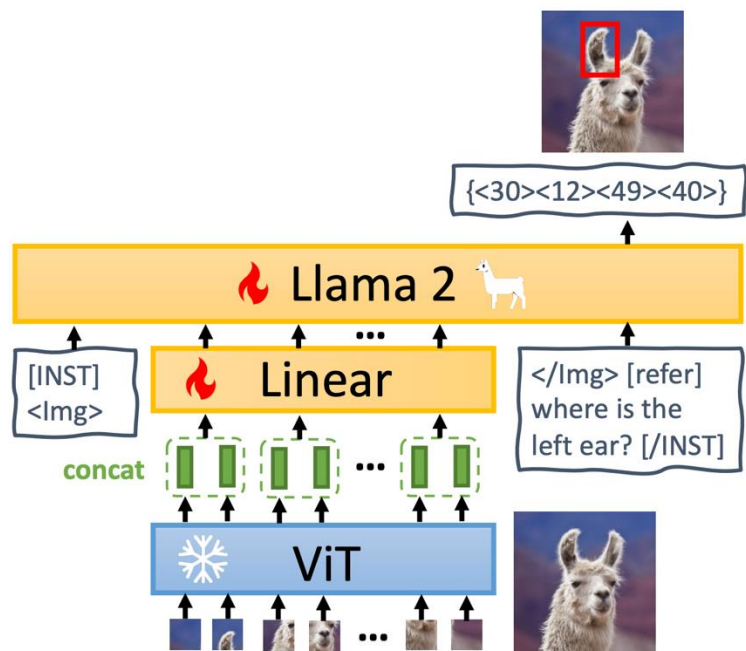 {<30><12><49><40>}
Llama 2
...
[INST]
<Img>
Linear
</Img> [refer]
where is the
left ear? [/INST]
concat
...
ViT
...